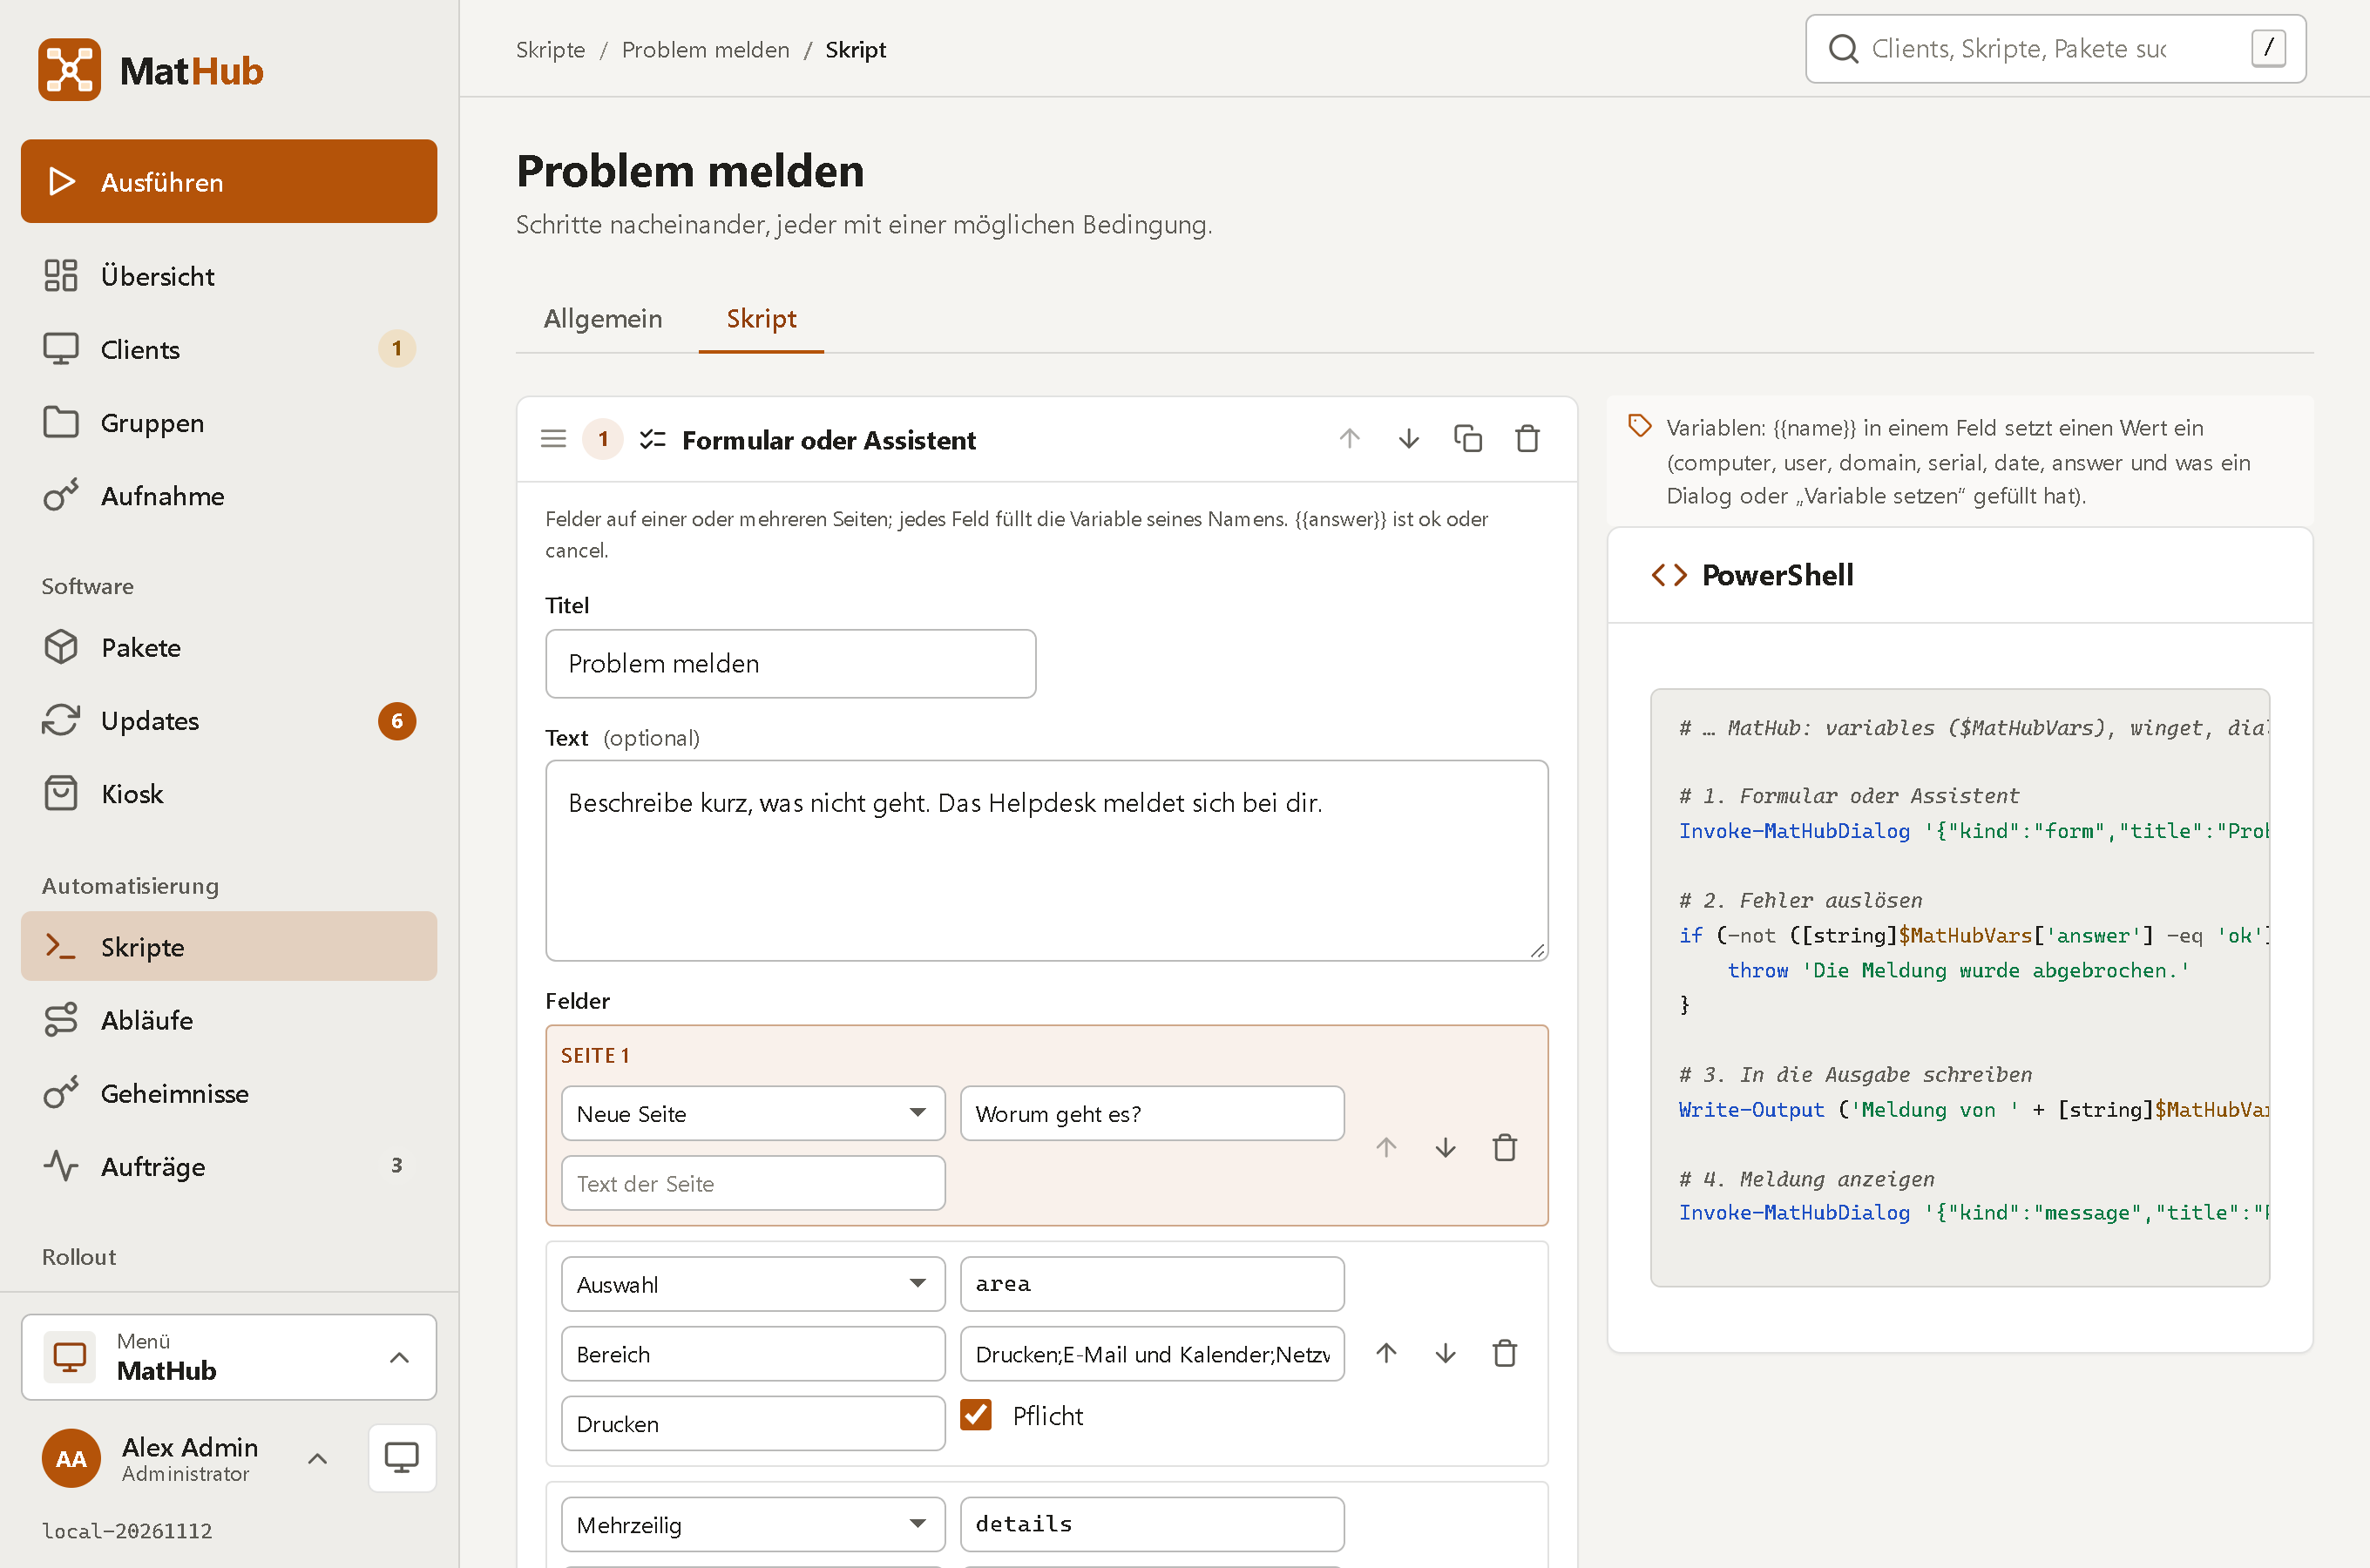 MatHub
Ausführen
Übersicht
Clients 1
Gruppen
Aufnahme
Software
Pakete
Updates 6
Kiosk
Automatisierung
Skripte
Abläufe
Geheimnisse
Aufträge 3
Rollout
Menü
MatHub
AA
Alex Admin
Administrator
local-20261112
Skripte / Problem melden / Skript
Clients, Skripte, Pakete suc /
Problem melden
Schritte nacheinander, jeder mit einer möglichen Bedingung.
Allgemein Skript
1 Formular oder Assistent
Felder auf einer oder mehreren Seiten; jedes Feld füllt die Variable seines Namens. {{answer}} ist ok oder
cancel.
Titel
Problem melden
Text (optional)
Beschreibe kurz, was nicht geht. Das Helpdesk meldet sich bei dir.
Felder
SEITE 1
Neue Seite Worum geht es?
Text der Seite
Auswahl area
Bereich Drucken;E-Mail und Kalender;Netzw
Drucken Pflicht
Mehrzeilig details
Variablen: {{name}} in einem Feld setzt einen Wert ein
(computer, user, domain, serial, date, answer und was ein
Dialog oder „Variable setzen“ gefüllt hat).
PowerShell
# … MatHub: variables ($MatHubVars), winget, dia
# 1. Formular oder Assistent
Invoke-MatHubDialog '{"kind":"form","title":"Prob
# 2. Fehler auslösen
if (-not ([string]$MatHubVars['answer'] -eq 'ok'
    throw 'Die Meldung wurde abgebrochen.'
}
# 3. In die Ausgabe schreiben
Write-Output ('Meldung von ' + [string]$MatHubVar
# 4. Meldung anzeigen
Invoke-MatHubDialog '{"kind":"message","title":"